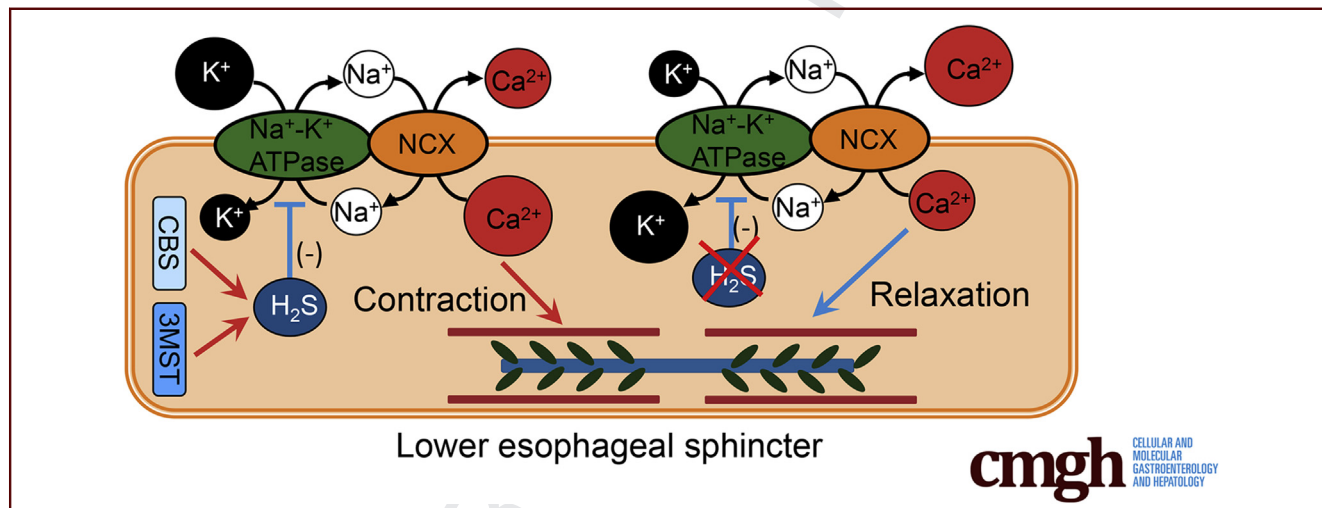 K⁺
Na⁺
Ca²⁺
K⁺
Na⁺
Ca²⁺
Na⁺-K⁺
ATPase
NCX
Na⁺-K⁺
ATPase
NCX
K⁺
Na⁺
Ca²⁺
K⁺
Na⁺
Ca²⁺
CBS
(-)
(-)
H₂S
H₂S
3MST
Contraction
Relaxation
Lower esophageal sphincter
cmgh
CELLULAR AND
MOLECULAR
GASTROENTEROLOGY
AND HEPATOLOGY